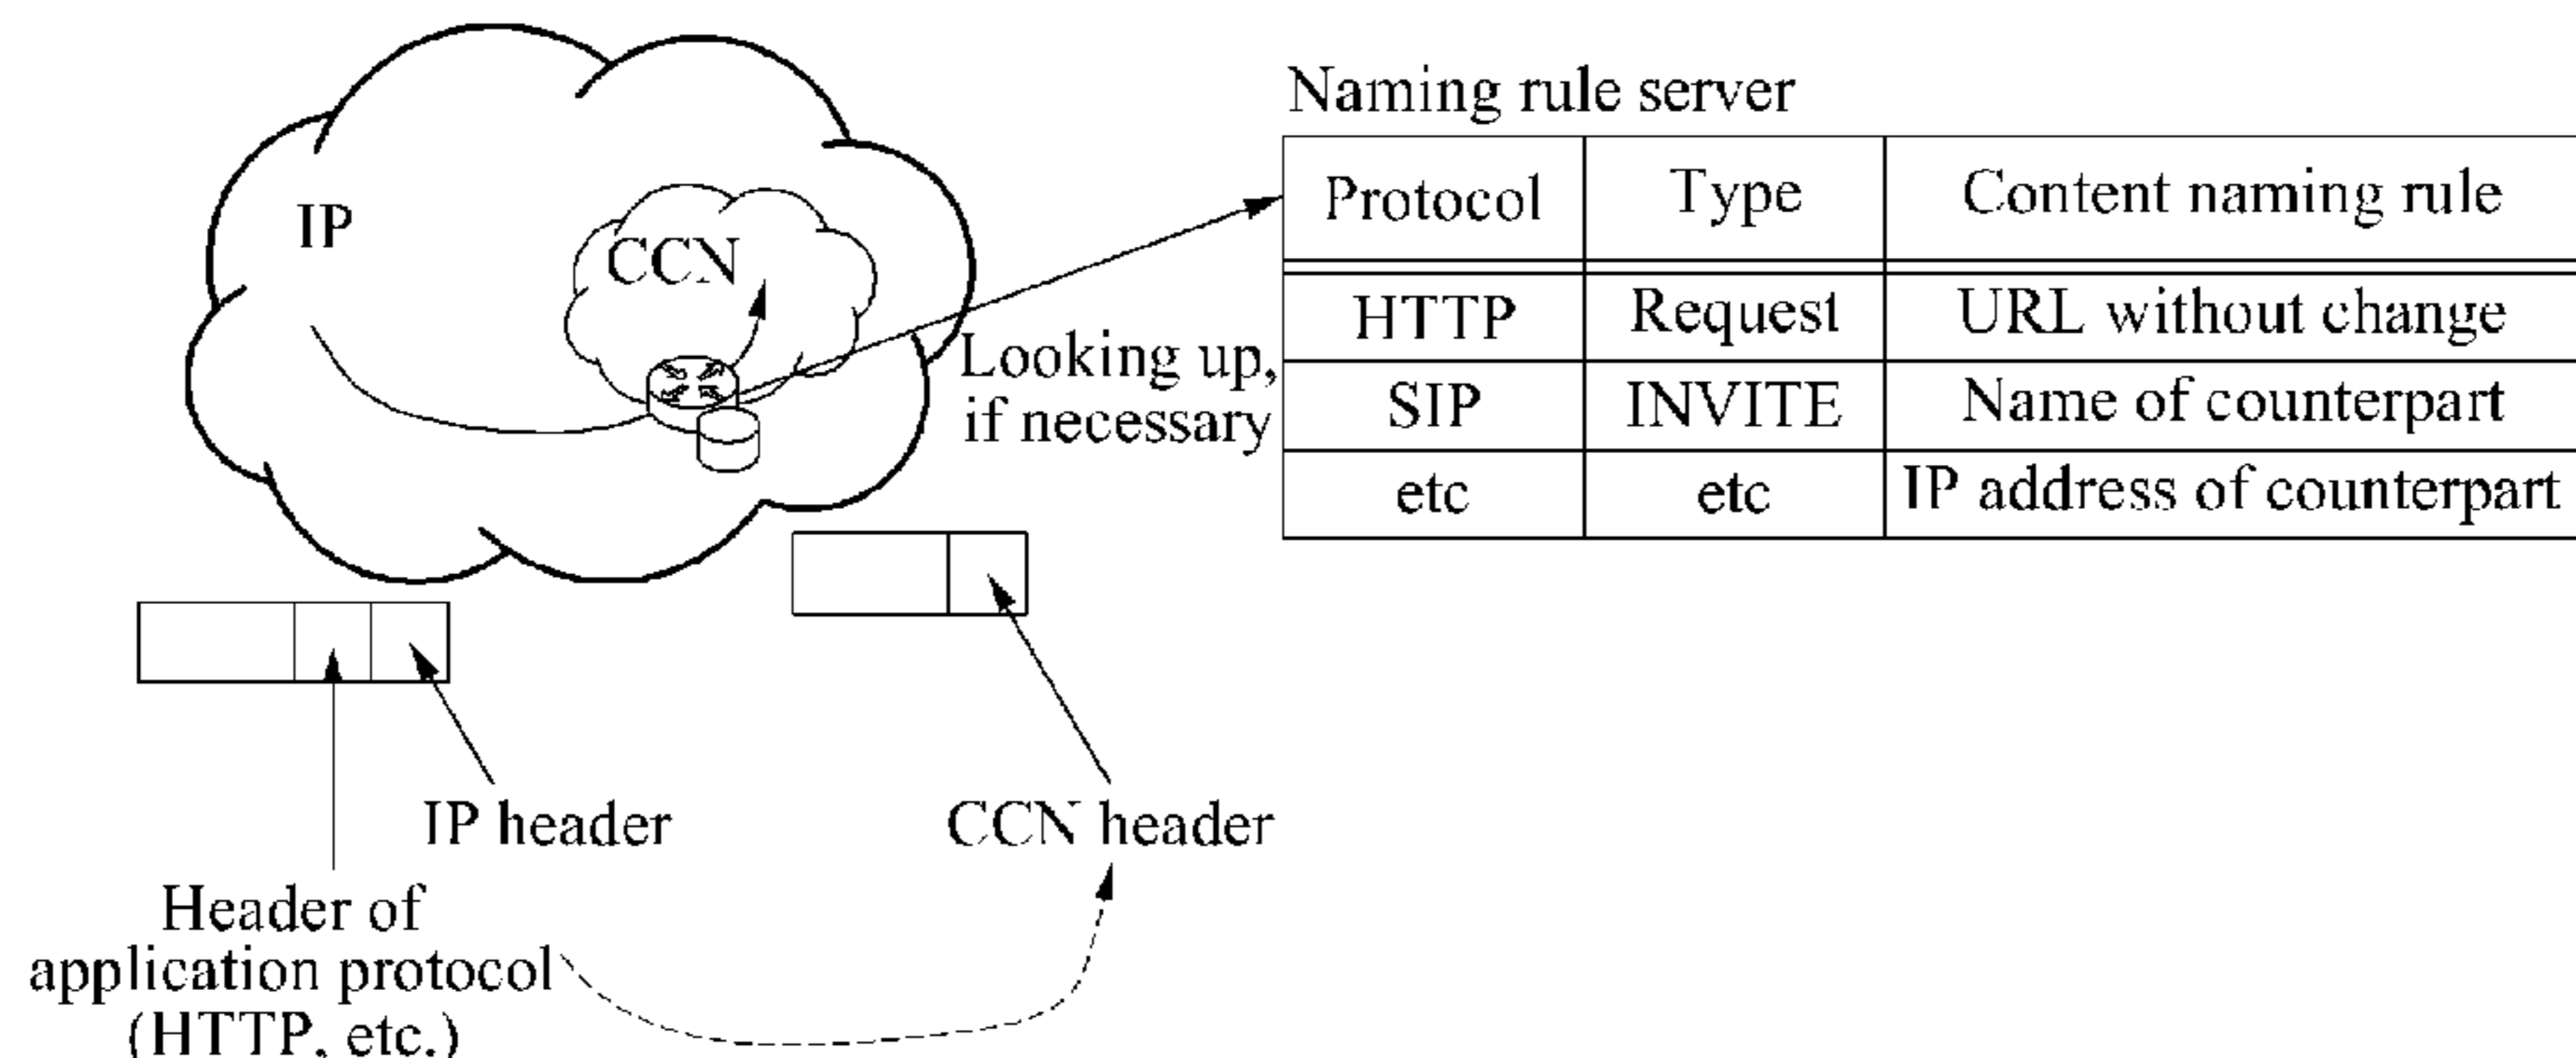 Naming rule server
Protocol Type Content naming rule
HTTP Request URL without change
SIP INVITE Name of counterpart
etc etc IP address of counterpart
IP
CCN
Looking up,
if necessary
IP header
CCN header
Header of
application protocol
(HTTP, etc.)